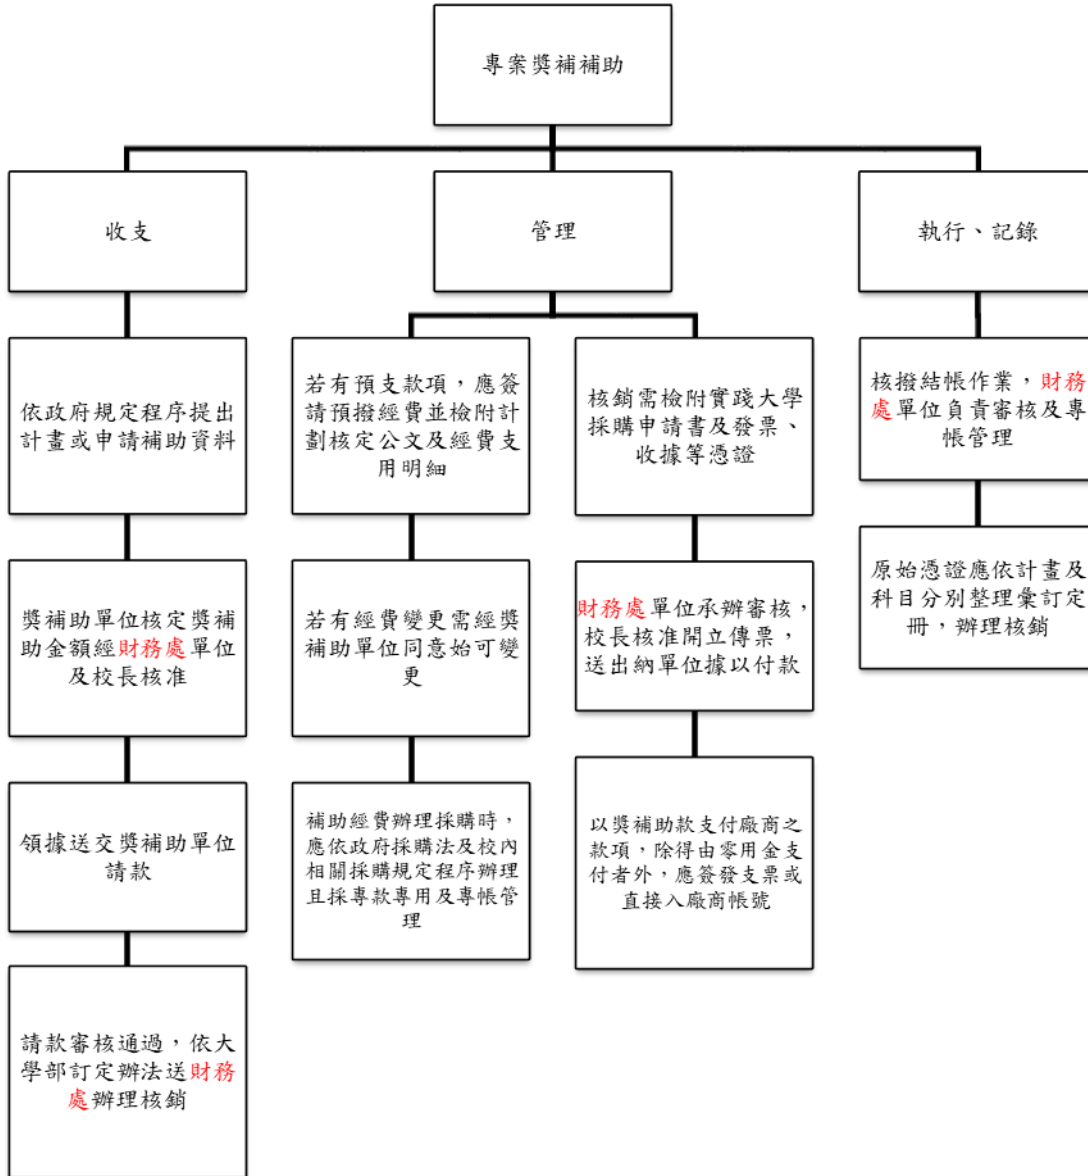 專案獎補補助
收支
管理
執行、記錄
依政府規定程序提出
計畫或申請補助資料
獎補助單位核定獎補
助金額經財務處單位
及校長核准
領據送交獎補助單位
請款
請款審核通過，依大
學部訂定辦法送財務
處辦理核銷
若有預支款項，應簽
請預撥經費並檢附計
劃核定公文及經費支
用明細
若有經費變更需經獎
補助單位同意始可變
更
補助經費辦理採購時，
應依政府採購法及校內
相關採購規定程序辦理
且採專款專用及專帳管
理
核銷需檢附實踐大學
採購申請書及發票、
收據等憑證
財務處單位承辦審核，
校長核准開立傳票，
送出納單位據以付款
以獎補助款支付廠商之
款項，除得由零用金支
付者外，應簽發支票或
直接入廠商帳號
核撥結帳作業，財務
處單位負責審核及專
帳管理
原始憑證應依計畫及
科目分別整理彙訂定
冊，辦理核銷